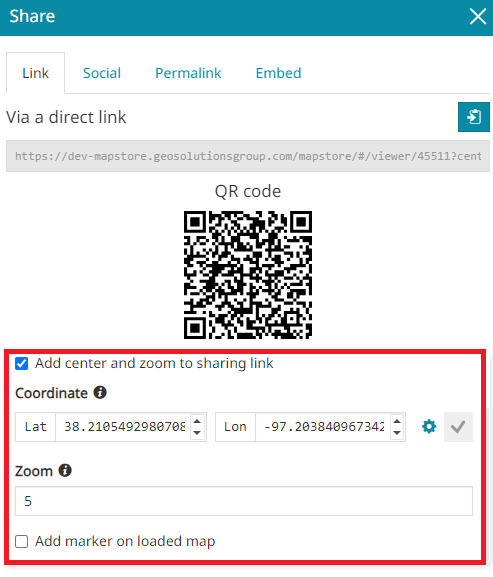 Share
Link Social Permalink Embed
Via a direct link
https://dev-mapstore.geosolutionsgroup.com/mapstore/#/viewer/45511?cent
QR code
Add center and zoom to sharing link
Coordinate
Lat 38.2105492980708 Lon -97.203840967342
Zoom
5
Add marker on loaded map